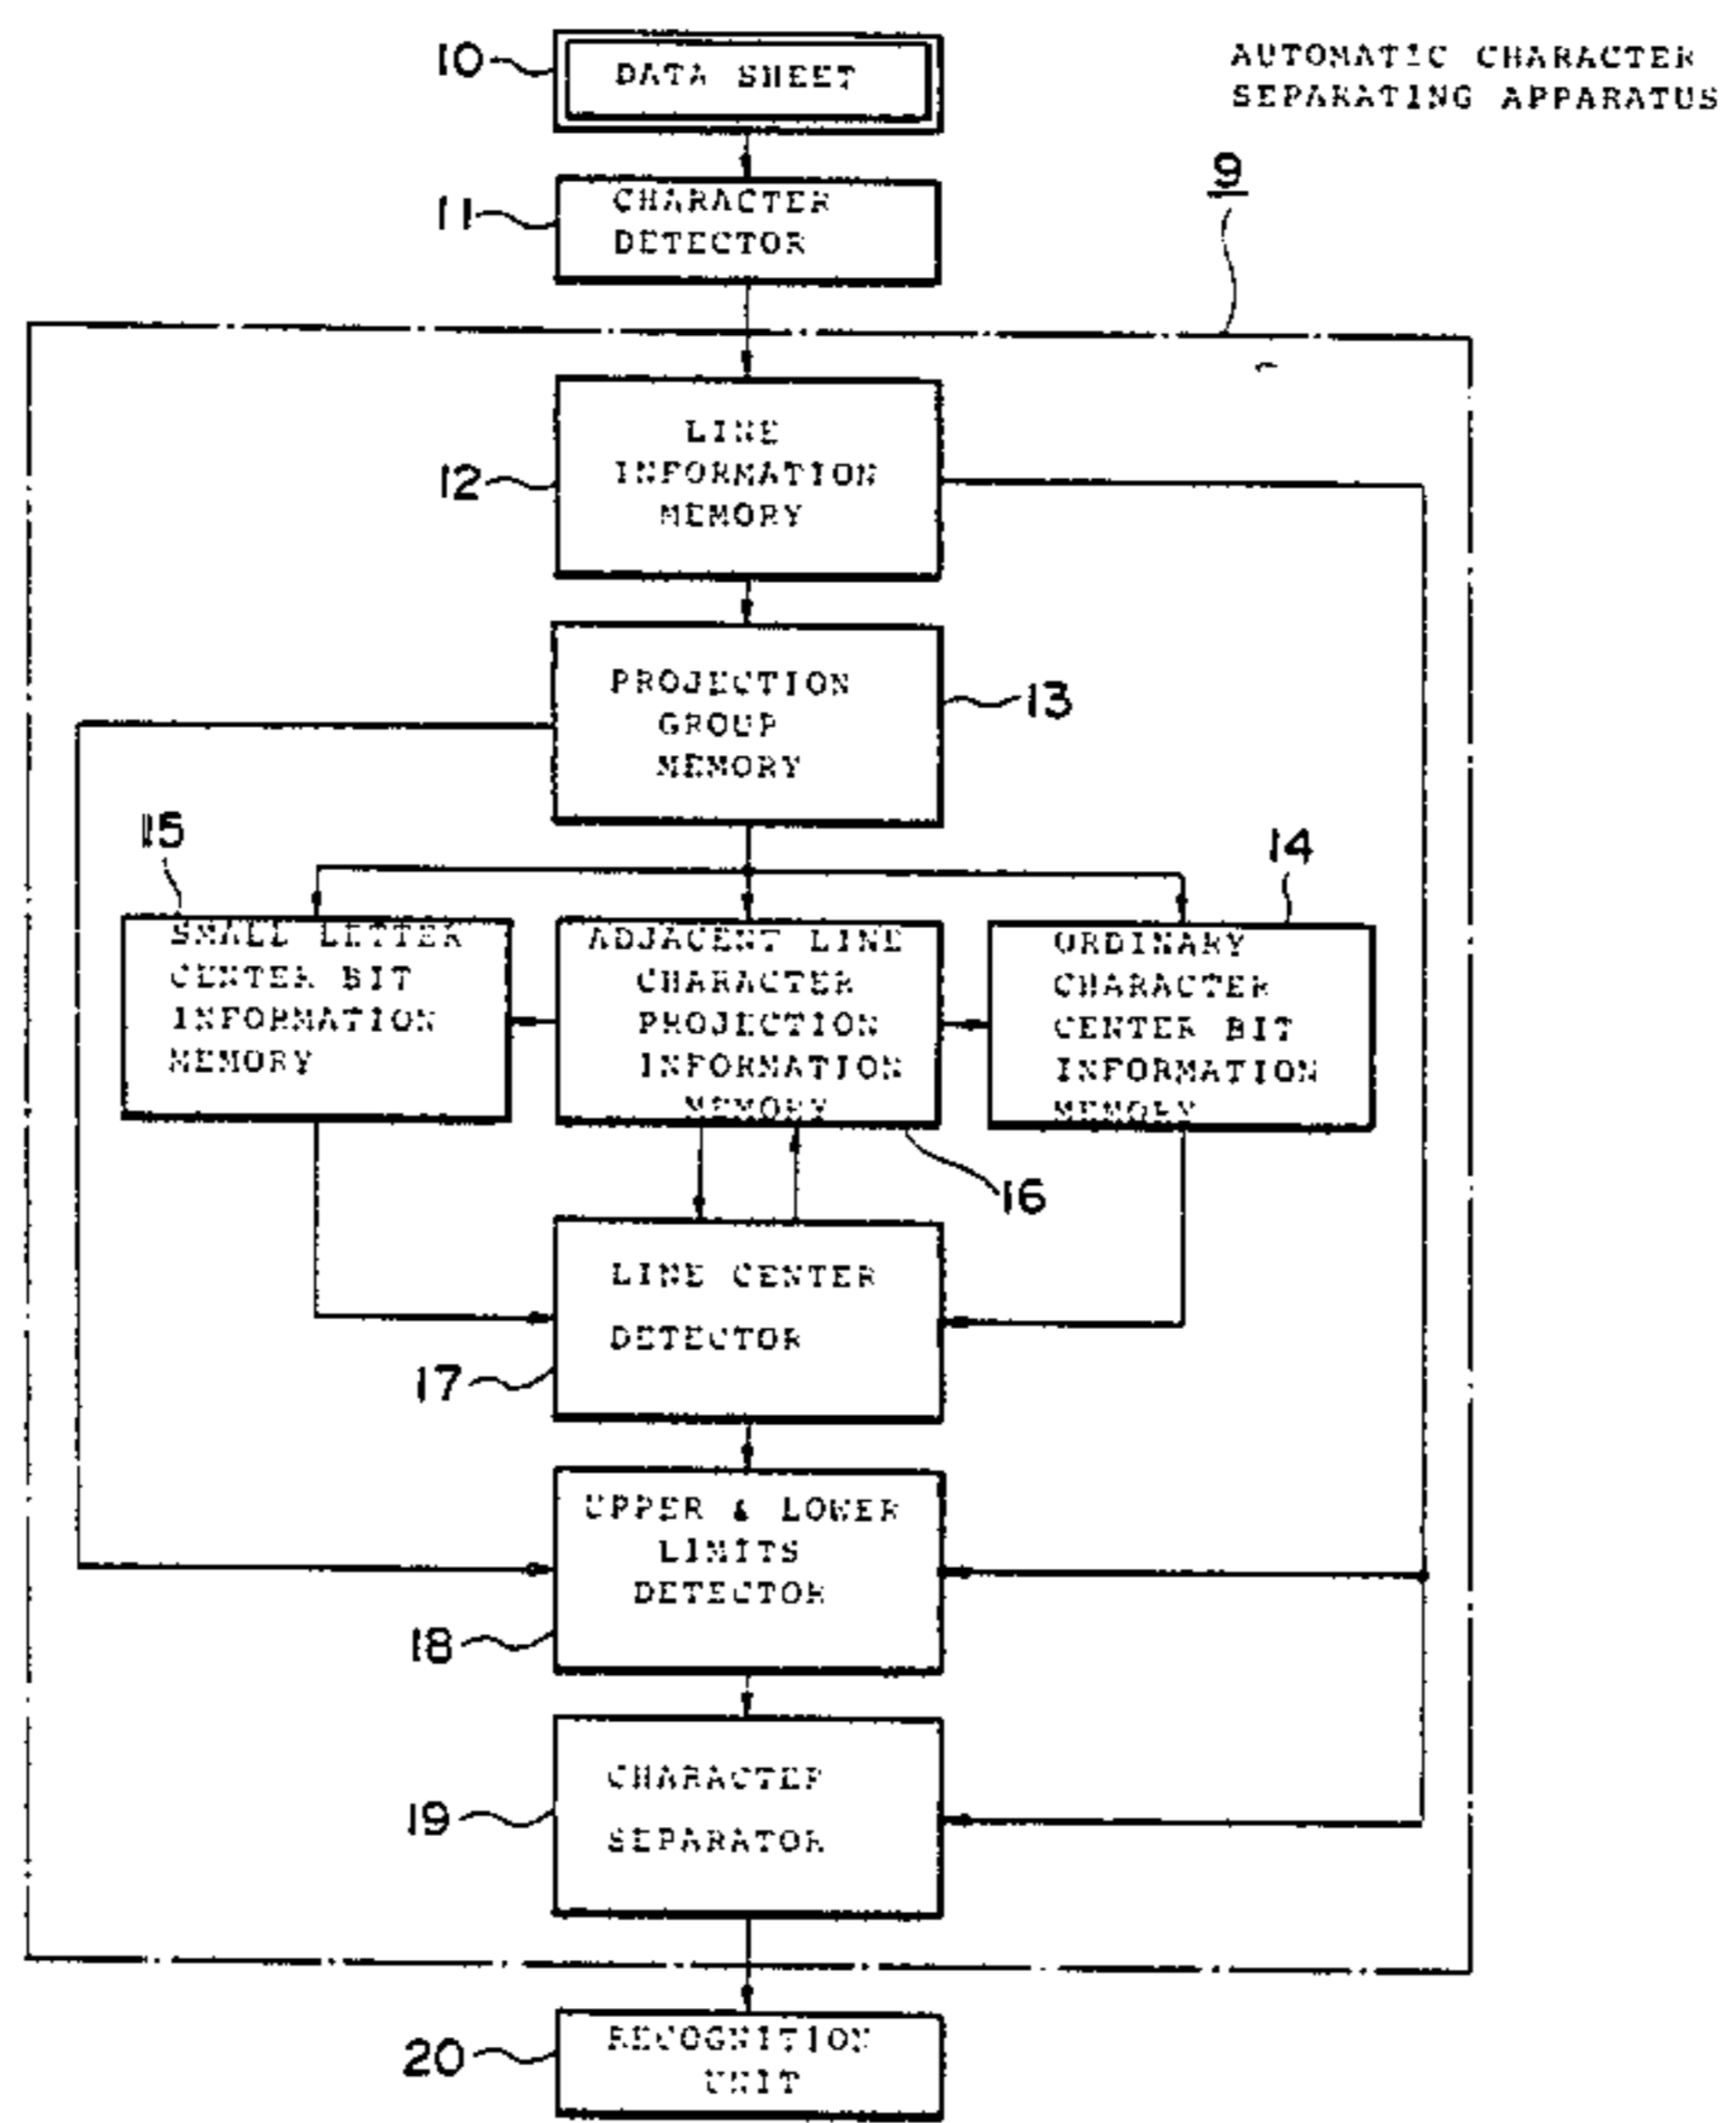 10
DATA SHEET
AUTOMATIC CHARACTER
SEPARATING APPARATUS
9
11
CHARACTER
DETECTOR
12
LINE
INFORMATION
MEMORY
13
PROJECTION
GROUP
MEMORY
15
SMALL LETTER
CENTER BIT
INFORMATION
MEMORY
ADJACENT LINE
CHARACTER
PROJECTION
INFORMATION
MEMORY
16
14
ORDINARY
CHARACTER
CENTER BIT
INFORMATION
MEMORY
LINE CENTER
DETECTOR
17
UPPER & LOWER
LIMITS
DETECTOR
18
CHARACTER
SEPARATOR
19
RECOGNITION
UNIT
20